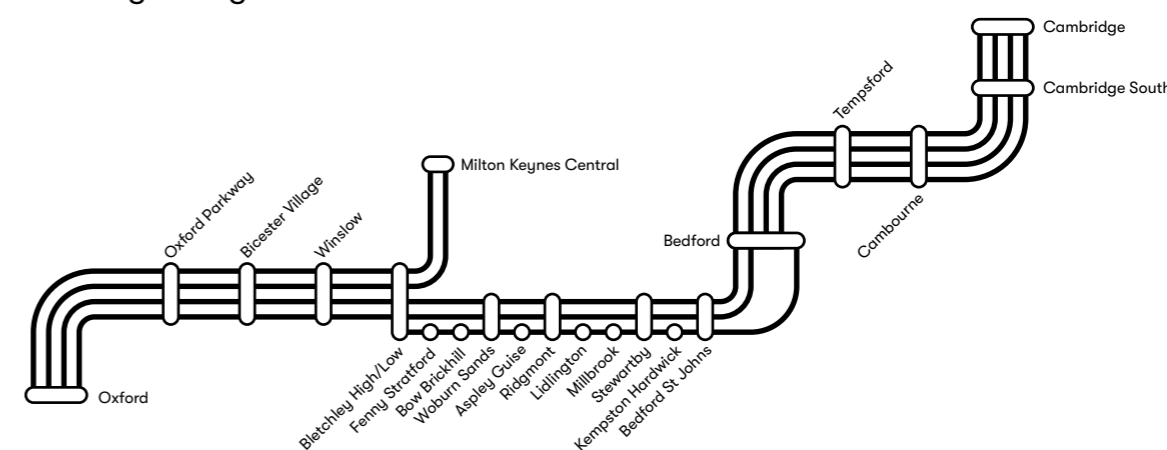 Cambridge
Cambridge South
Tempsford
Cambourne
Milton Keynes Central
Bedford
Oxford Parkway
Bicester Village
Winslow
Oxford
Bletchley High/Low
Fenny Stratford
Bow Brickhill
Woburn Sands
Aspley Guise
Ridgmont
Lidlington
Millbrook
Stewartby
Kempston Hardwick
Bedford St Johns